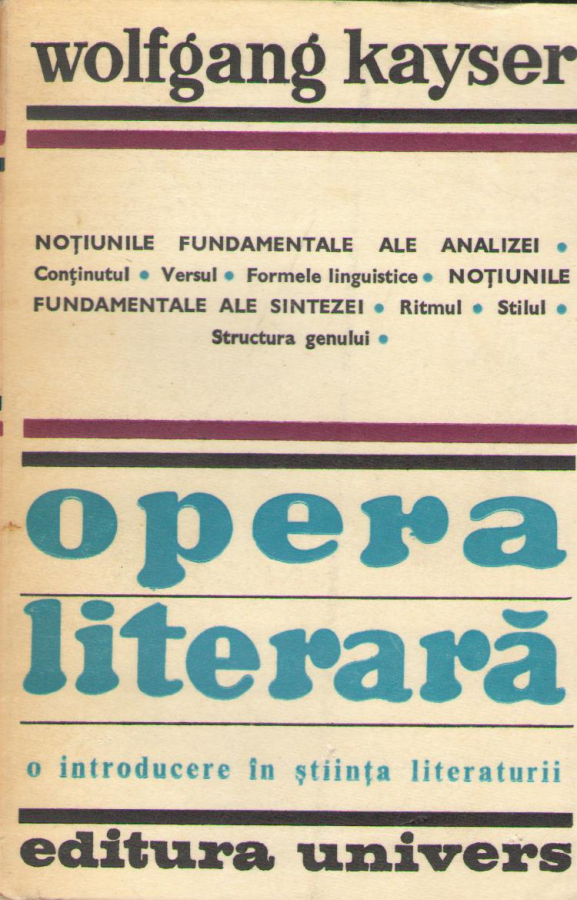 wolfgang kayser
NOȚIUNILE FUNDAMENTALE ALE ANALIZEI •
Conținutul • Versul • Formele linguistice • NOȚIUNILE
FUNDAMENTALE ALE SINTEZEI • Ritmul • Stilul •
Structura genului •
opera
literară
o introducere în știința literaturii
editura univers